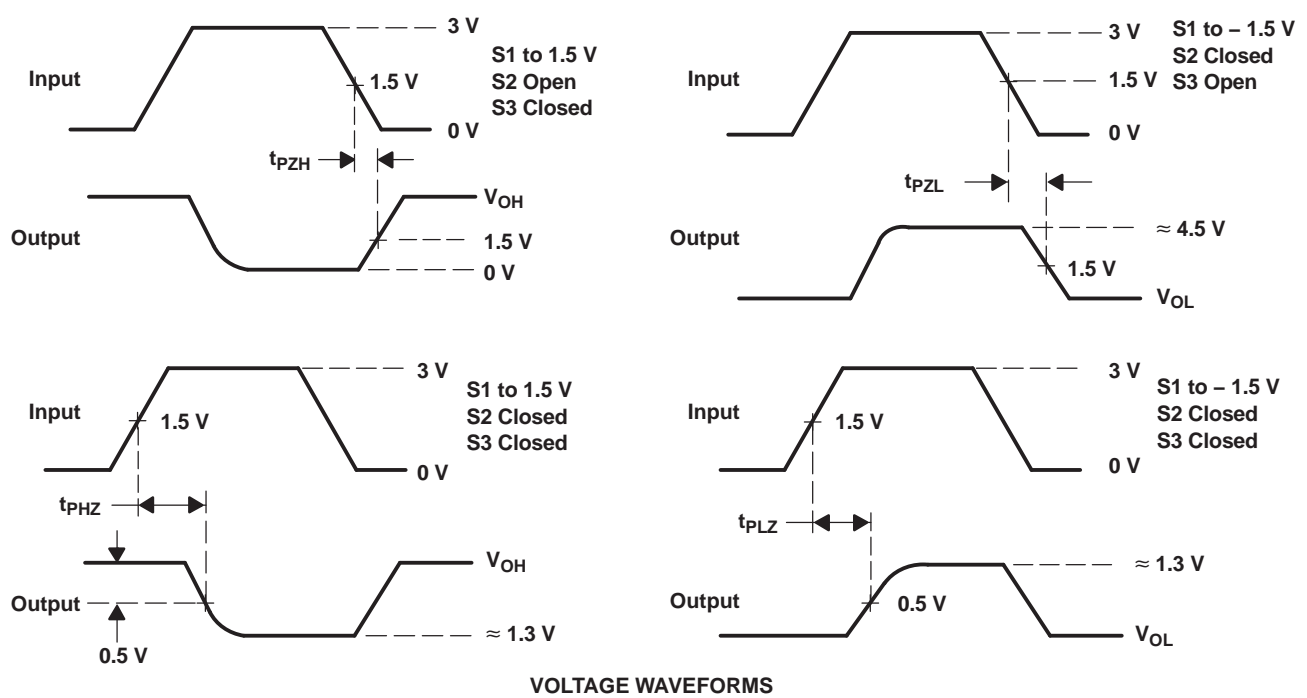 3 V
S1 to 1.5 V
S2 Open
S3 Closed
Input
1.5 V
0 V
tPZH
VOH
Output
1.5 V
0 V
3 V
S1 to – 1.5 V
S2 Closed
S3 Open
Input
1.5 V
0 V
tPZL
Output
≈ 4.5 V
1.5 V
VOL
3 V
S1 to 1.5 V
S2 Closed
S3 Closed
Input
1.5 V
0 V
tPHZ
VOH
Output
0.5 V
≈ 1.3 V
3 V
S1 to – 1.5 V
S2 Closed
S3 Closed
Input
1.5 V
0 V
tPLZ
≈ 1.3 V
Output
0.5 V
VOL
VOLTAGE WAVEFORMS